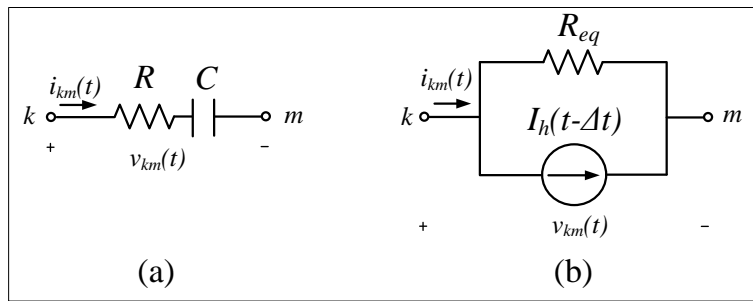 R C
i_km(t)
k m
+ v_km(t) −
(a)
R_eq
i_km(t)
I_h(t-Δt)
k m
+ v_km(t) −
(b)